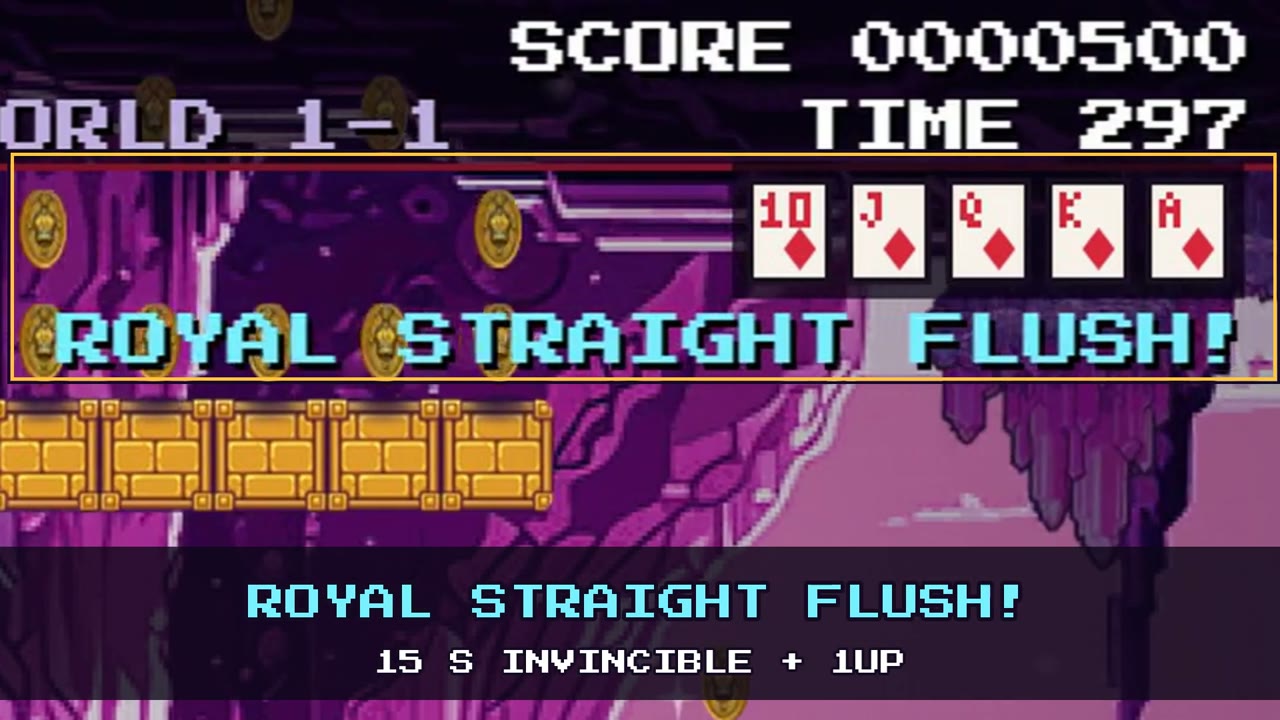 SCORE 0000500
ORLD 1-1
TIME 297
10 J Q K A
ROYAL STRAIGHT FLUSH!
ROYAL STRAIGHT FLUSH!
15 S INVINCIBLE + 1UP